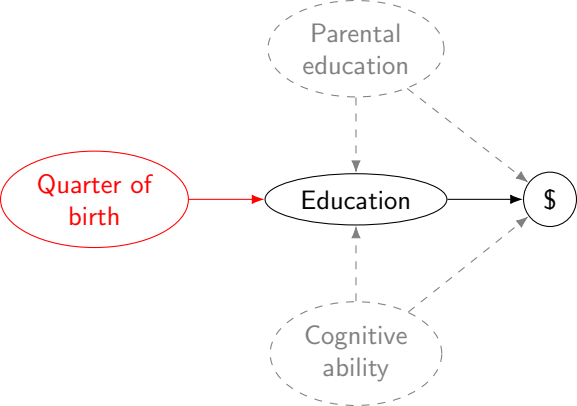 Parental
education
Quarter of
birth
Education
$
Cognitive
ability